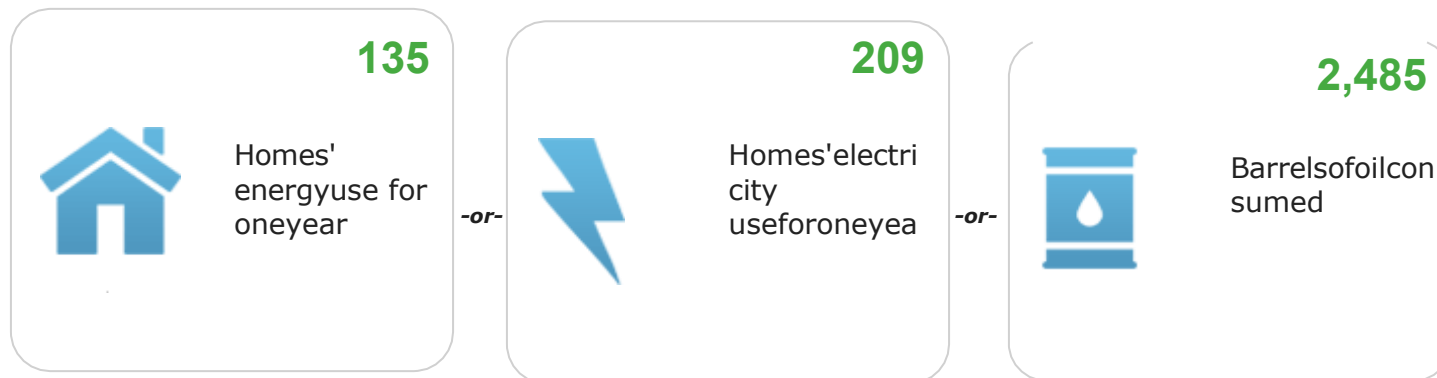 135
Homes'
energyuse for
oneyear
-or-
209
Homes'electri
city
useforoneyea
-or-
2,485
Barrelsofoilcon
sumed